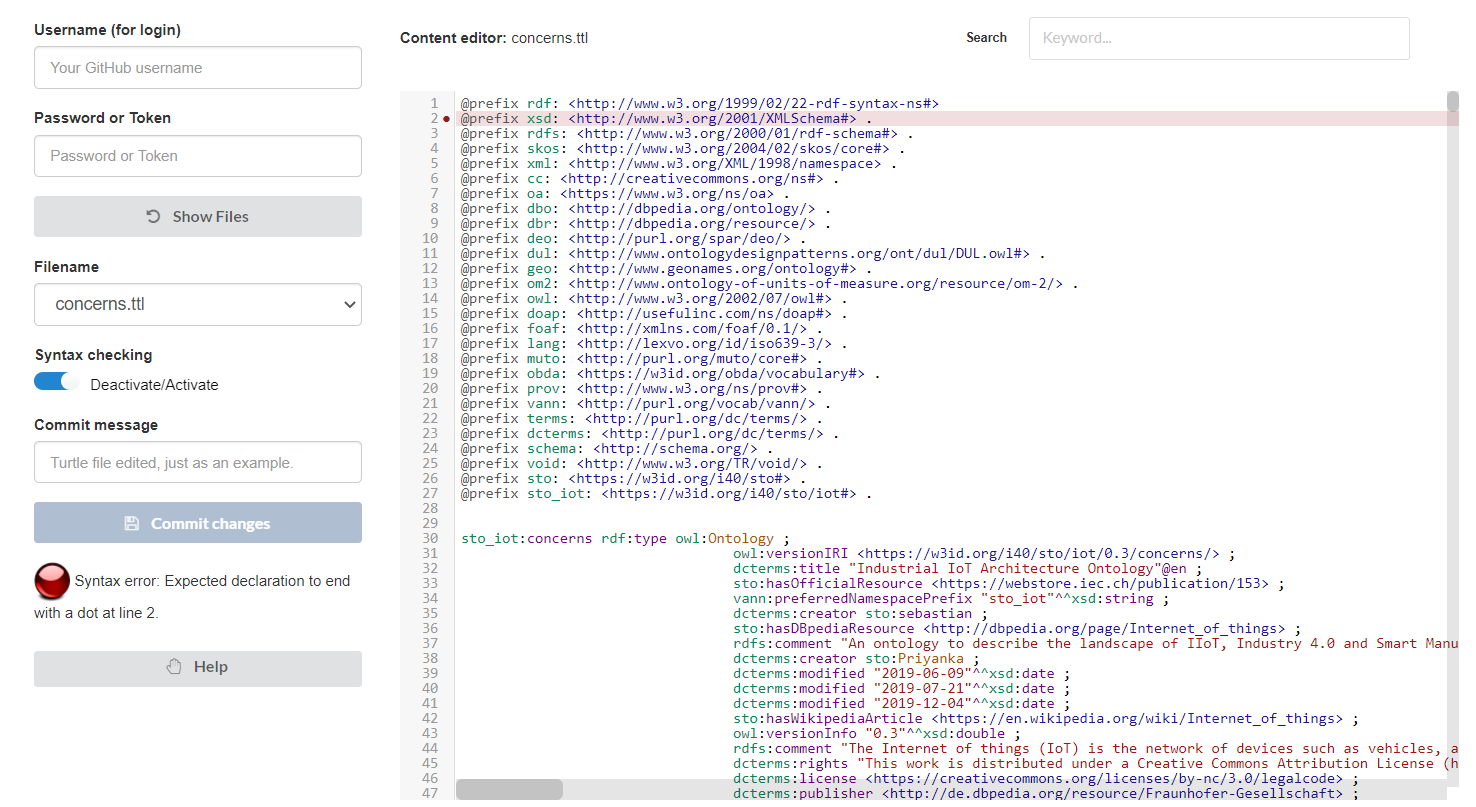 Username (for login)
Your GitHub username
Password or Token
Password or Token
Show Files
Filename
concerns.ttl
Syntax checking
Deactivate/Activate
Commit message
Turtle file edited, just as an example.
Commit changes
Syntax error: Expected declaration to end
with a dot at line 2.
Help
Content editor: concerns.ttl
Search
Keyword...
1 @prefix rdf: <http://www.w3.org/1999/02/22-rdf-syntax-ns#>
2 @prefix xsd: <http://www.w3.org/2001/XMLSchema#> .
3 @prefix rdfs: <http://www.w3.org/2000/01/rdf-schema#> .
4 @prefix skos: <http://www.w3.org/2004/02/skos/core#> .
5 @prefix xml: <http://www.w3.org/XML/1998/namespace> .
6 @prefix cc: <http://creativecommons.org/ns#> .
7 @prefix oa: <https://www.w3.org/ns/oa> .
8 @prefix dbo: <http://dbpedia.org/ontology/> .
9 @prefix dbr: <http://dbpedia.org/resource/> .
10 @prefix deo: <http://purl.org/spar/deo/> .
11 @prefix dul: <http://www.ontologydesignpatterns.org/ont/dul/DUL.owl#> .
12 @prefix geo: <http://www.geonames.org/ontology#> .
13 @prefix om2: <http://www.ontology-of-units-of-measure.org/resource/om-2/> .
14 @prefix owl: <http://www.w3.org/2002/07/owl#> .
15 @prefix doap: <http://usefulinc.com/ns/doap#> .
16 @prefix foaf: <http://xmlns.com/foaf/0.1/> .
17 @prefix lang: <http://lexvo.org/id/iso639-3/> .
18 @prefix muto: <http://purl.org/muto/core#> .
19 @prefix obda: <https://w3id.org/obda/vocabulary#> .
20 @prefix prov: <http://www.w3.org/ns/prov#> .
21 @prefix vann: <http://purl.org/vocab/vann/> .
22 @prefix terms: <http://purl.org/dc/terms/> .
23 @prefix dcterms: <http://purl.org/dc/terms/> .
24 @prefix schema: <http://schema.org/> .
25 @prefix void: <http://www.w3.org/TR/void/> .
26 @prefix sto: <https://w3id.org/i40/sto#> .
27 @prefix sto_iot: <https://w3id.org/i40/sto/iot#> .
28
29
30 sto_iot:concerns rdf:type owl:Ontology ;
31 owl:versionIRI <https://w3id.org/i40/sto/iot/0.3/concerns/> ;
32 dcterms:title "Industrial IoT Architecture Ontology"@en ;
33 sto:hasOfficialResource <https://webstore.iec.ch/publication/153> ;
34 vann:preferredNamespacePrefix "sto_iot"^^xsd:string ;
35 dcterms:creator sto:sebastian ;
36 sto:hasDBpediaResource <http://dbpedia.org/page/Internet_of_things> ;
37 rdfs:comment "An ontology to describe the landscape of IIoT, Industry 4.0 and Smart Manu
38 dcterms:creator sto:Priyanka ;
39 dcterms:modified "2019-06-09"^^xsd:date ;
40 dcterms:modified "2019-07-21"^^xsd:date ;
41 dcterms:modified "2019-12-04"^^xsd:date ;
42 sto:hasWikipediaArticle <https://en.wikipedia.org/wiki/Internet_of_things> ;
43 owl:versionInfo "0.3"^^xsd:double ;
44 rdfs:comment "The Internet of things (IoT) is the network of devices such as vehicles, a
45 dcterms:rights "This work is distributed under a Creative Commons Attribution License (h
46 dcterms:license <https://creativecommons.org/licenses/by-nc/3.0/legalcode> ;
47 dcterms:publisher <http://de.dbpedia.org/resource/Fraunhofer-Gesellschaft> ;